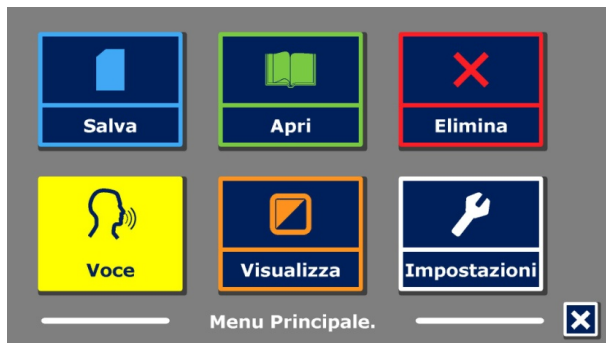 Salva Apri Elimina
Voce Visualizza Impostazioni
Menu Principale.